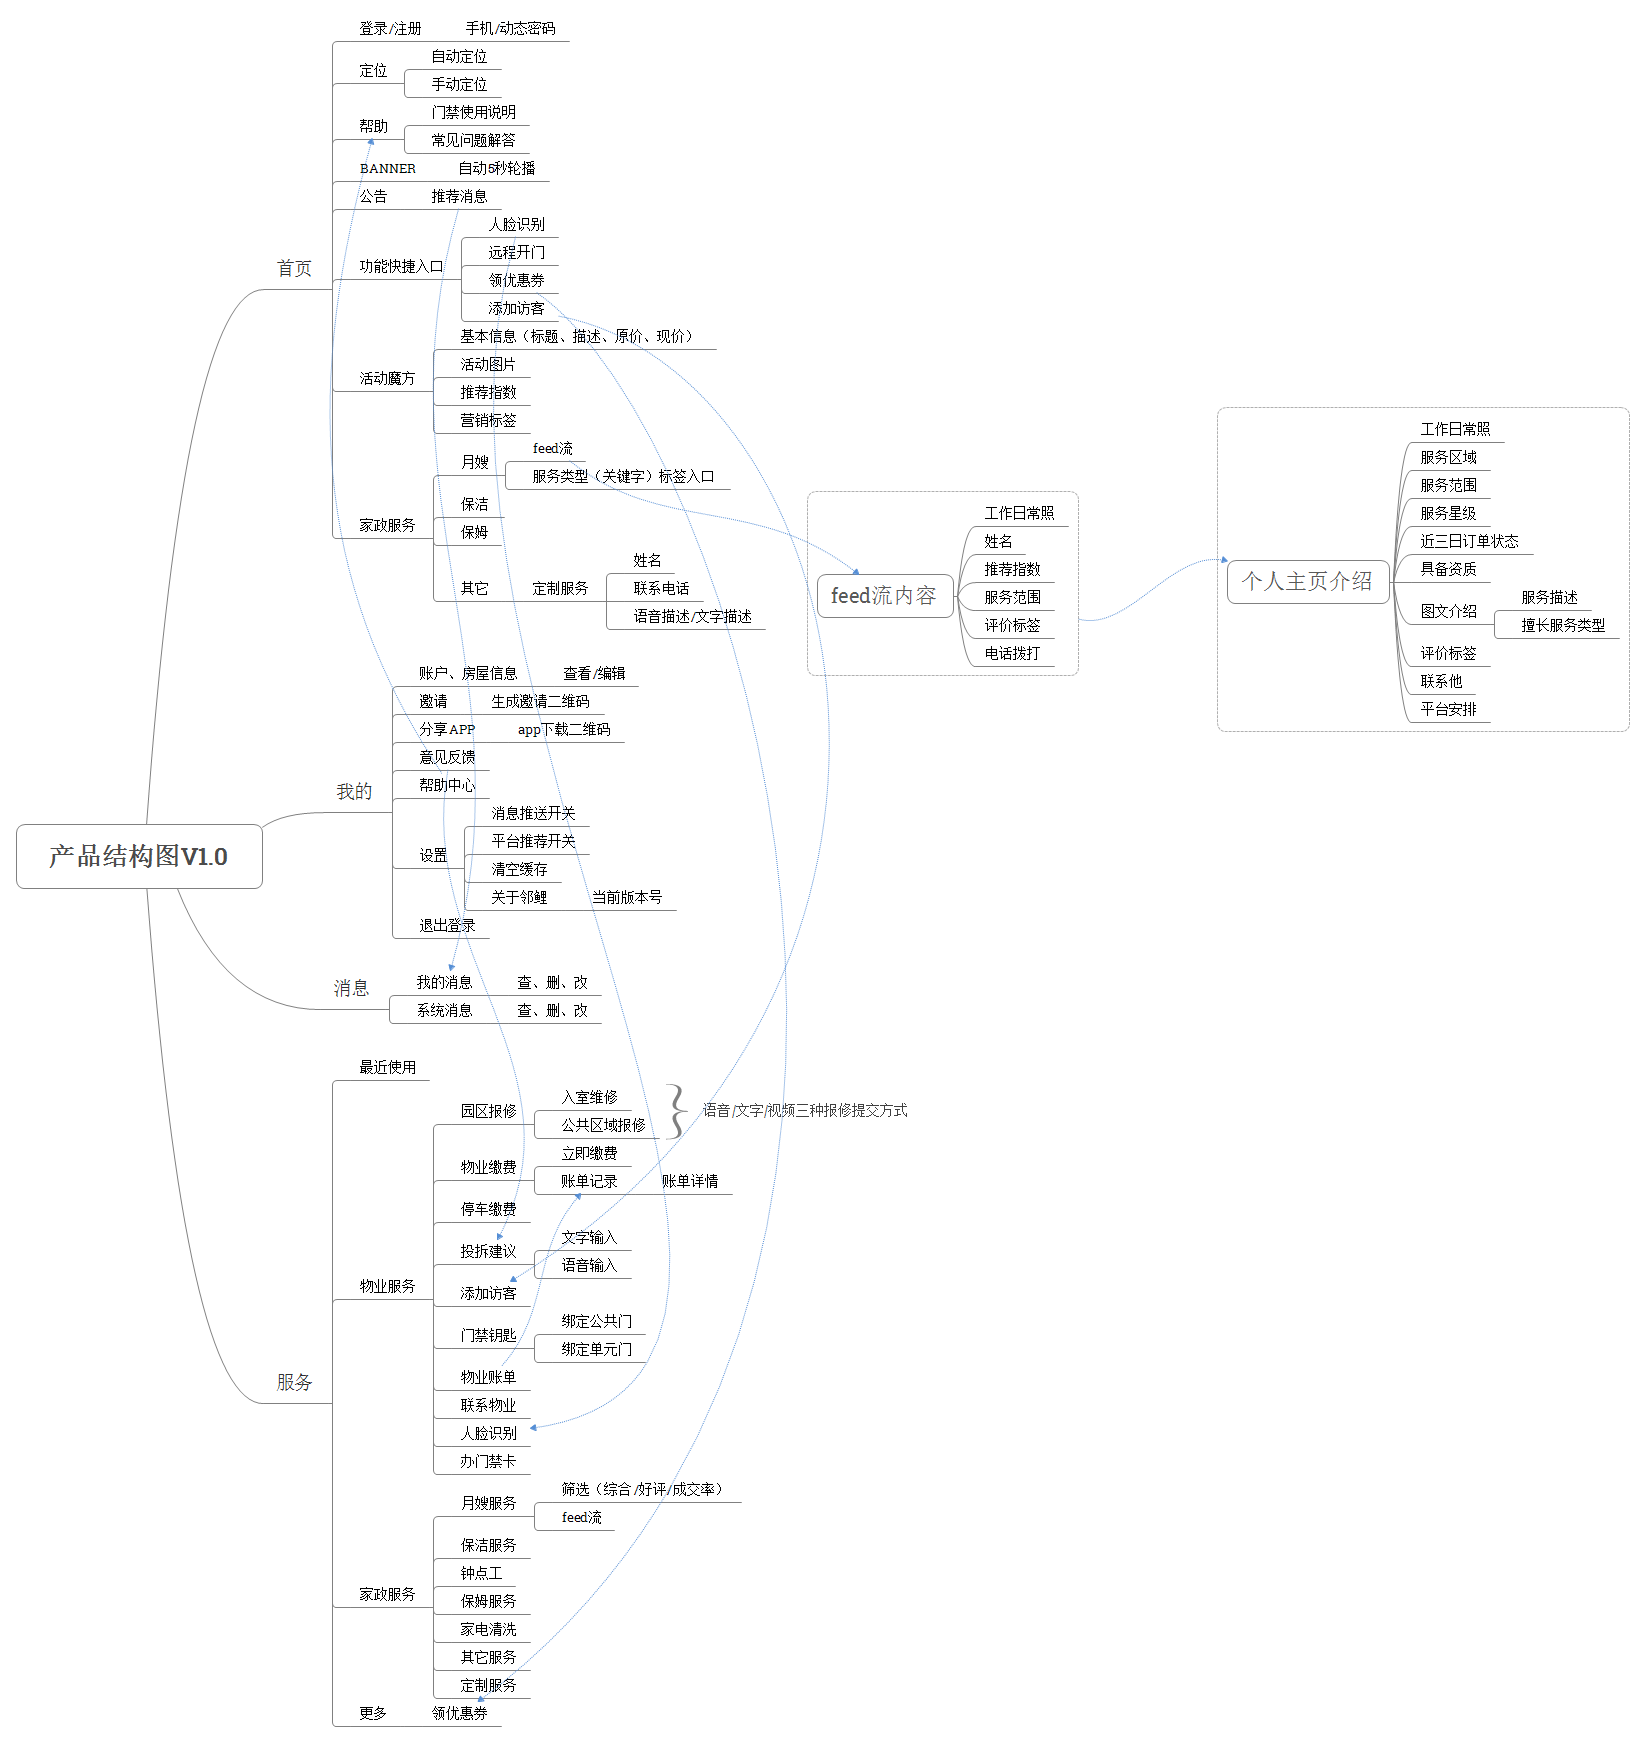 产品结构图V1.0
首页
登录/注册
手机/动态密码
定位
自动定位
手动定位
帮助
门禁使用说明
常见问题解答
BANNER
自动5秒轮播
公告
推荐消息
功能快捷入口
人脸识别
远程开门
领优惠券
添加访客
活动魔方
基本信息（标题、描述、原价、现价）
活动图片
推荐指数
营销标签
家政服务
月嫂
feed流
服务类型（关键字）标签入口
保洁
保姆
其它
定制服务
姓名
联系电话
语音描述/文字描述
我的
账户、房屋信息
查看/编辑
邀请
生成邀请二维码
分享APP
app下载二维码
意见反馈
帮助中心
设置
消息推送开关
平台推荐开关
清空缓存
关于邻鲤
当前版本号
退出登录
消息
我的消息
查、删、改
系统消息
查、删、改
服务
最近使用
物业服务
园区报修
入室维修
公共区域报修
语音/文字/视频三种报修提交方式
物业缴费
立即缴费
账单记录
账单详情
停车缴费
投拆建议
文字输入
语音输入
添加访客
门禁钥匙
绑定公共门
绑定单元门
物业账单
联系物业
人脸识别
办门禁卡
家政服务
月嫂服务
筛选（综合/好评/成交率）
feed流
保洁服务
钟点工
保姆服务
家电清洗
其它服务
定制服务
更多
领优惠券
feed流内容
工作日常照
姓名
推荐指数
服务范围
评价标签
电话拨打
个人主页介绍
工作日常照
服务区域
服务范围
服务星级
近三日订单状态
具备资质
图文介绍
服务描述
擅长服务类型
评价标签
联系他
平台安排